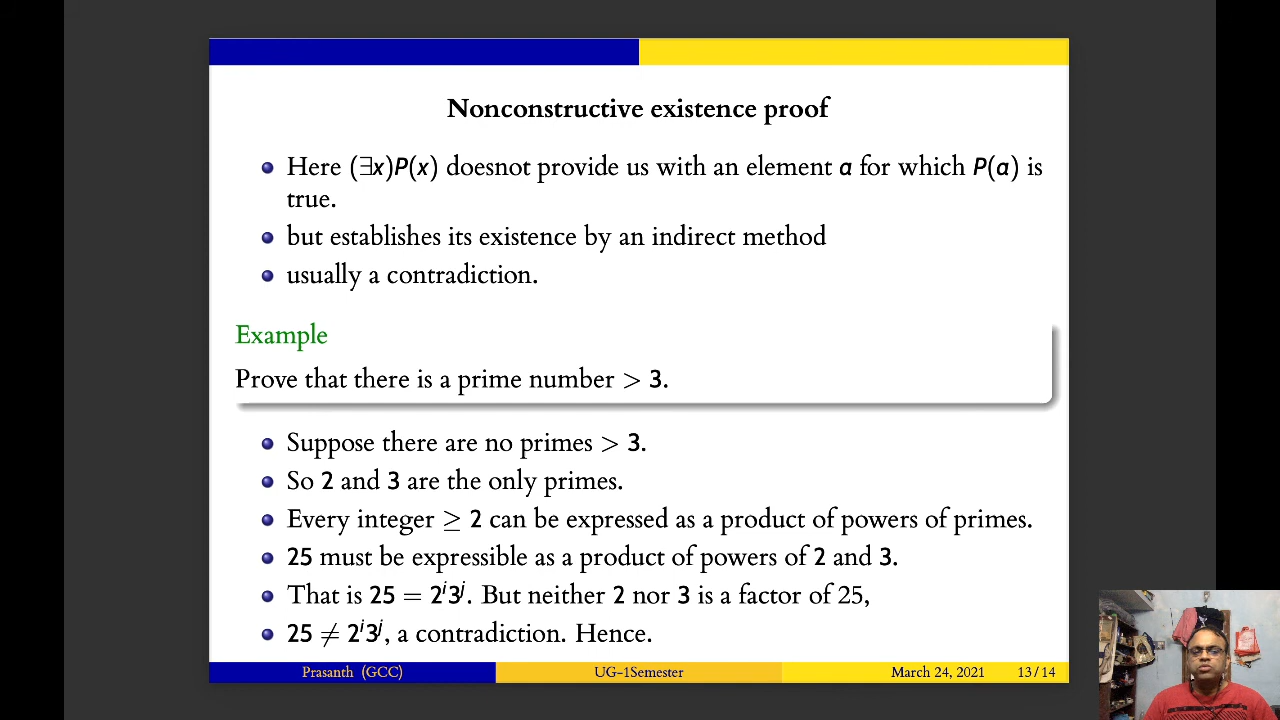 Nonconstructive existence proof
Here (∃x)P(x) doesnot provide us with an element a for which P(a) is
true.
but establishes its existence by an indirect method
usually a contradiction.
Example
Prove that there is a prime number > 3.
Suppose there are no primes > 3.
So 2 and 3 are the only primes.
Every integer ≥ 2 can be expressed as a product of powers of primes.
25 must be expressible as a product of powers of 2 and 3.
That is 25 = 2ⁱ3ʲ. But neither 2 nor 3 is a factor of 25,
25 ≠ 2ⁱ3ʲ, a contradiction. Hence.
Prasanth (GCC) UG-1Semester March 24, 2021 13 / 14